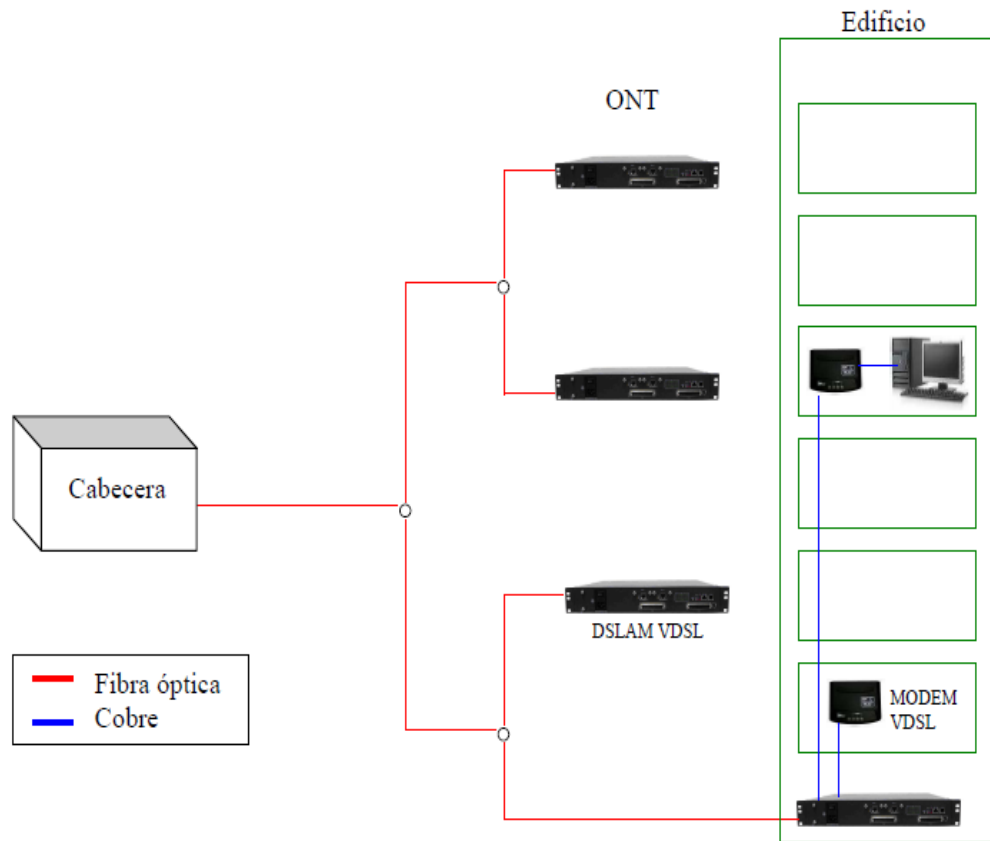 Edificio
ONT
Cabecera
DSLAM VDSL
Fibra óptica
Cobre
MODEM
VDSL